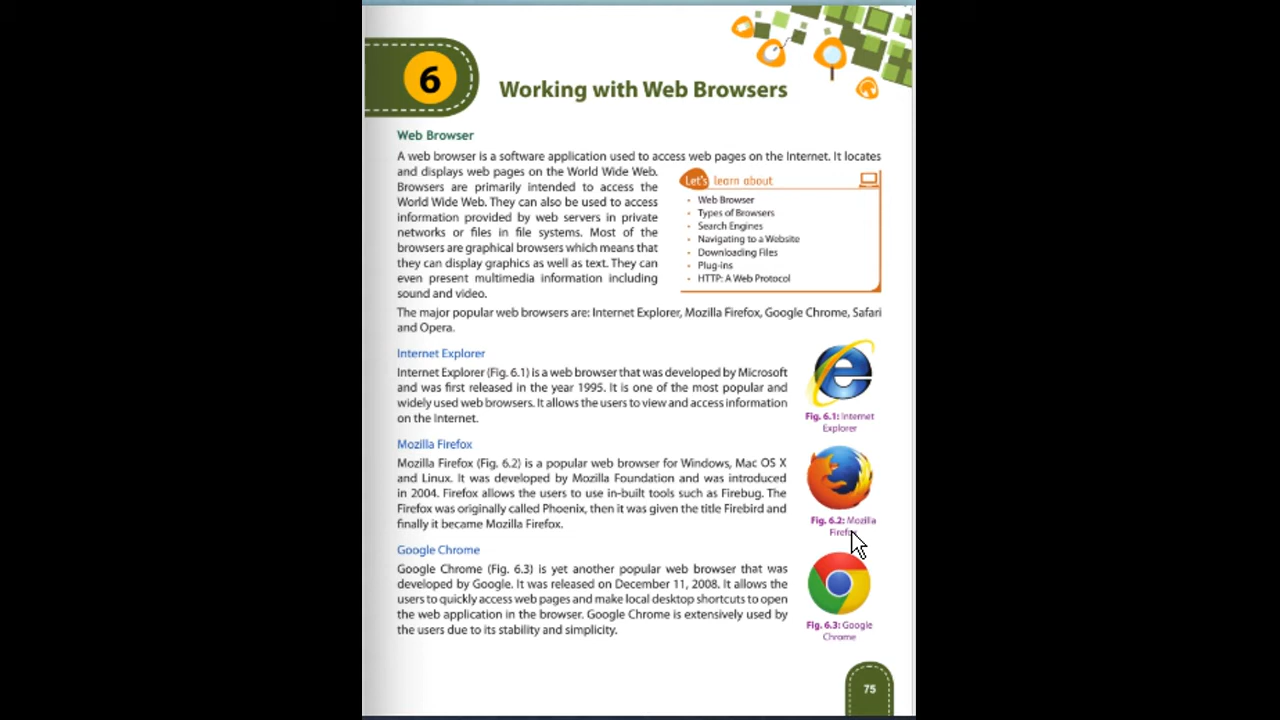 6
Working with Web Browsers
Web Browser
A web browser is a software application used to access web pages on the Internet. It locates
and displays web pages on the World Wide Web.
Browsers are primarily intended to access the
World Wide Web. They can also be used to access
information provided by web servers in private
networks or files in file systems. Most of the
browsers are graphical browsers which means that
they can display graphics as well as text. They can
even present multimedia information including
sound and video.
Let's learn about
• Web Browser
• Types of Browsers
• Search Engines
• Navigating to a Website
• Downloading Files
• Plug-ins
• HTTP: A Web Protocol
The major popular web browsers are: Internet Explorer, Mozilla Firefox, Google Chrome, Safari
and Opera.
Internet Explorer
Internet Explorer (Fig. 6.1) is a web browser that was developed by Microsoft
and was first released in the year 1995. It is one of the most popular and
widely used web browsers. It allows the users to view and access information
on the Internet.
Fig. 6.1: Internet
Explorer
Mozilla Firefox
Mozilla Firefox (Fig. 6.2) is a popular web browser for Windows, Mac OS X
and Linux. It was developed by Mozilla Foundation and was introduced
in 2004. Firefox allows the users to use in-built tools such as Firebug. The
Firefox was originally called Phoenix, then it was given the title Firebird and
finally it became Mozilla Firefox.
Fig. 6.2: Mozilla
Firefox
Google Chrome
Google Chrome (Fig. 6.3) is yet another popular web browser that was
developed by Google. It was released on December 11, 2008. It allows the
users to quickly access web pages and make local desktop shortcuts to open
the web application in the browser. Google Chrome is extensively used by
the users due to its stability and simplicity.
Fig. 6.3: Google
Chrome
75